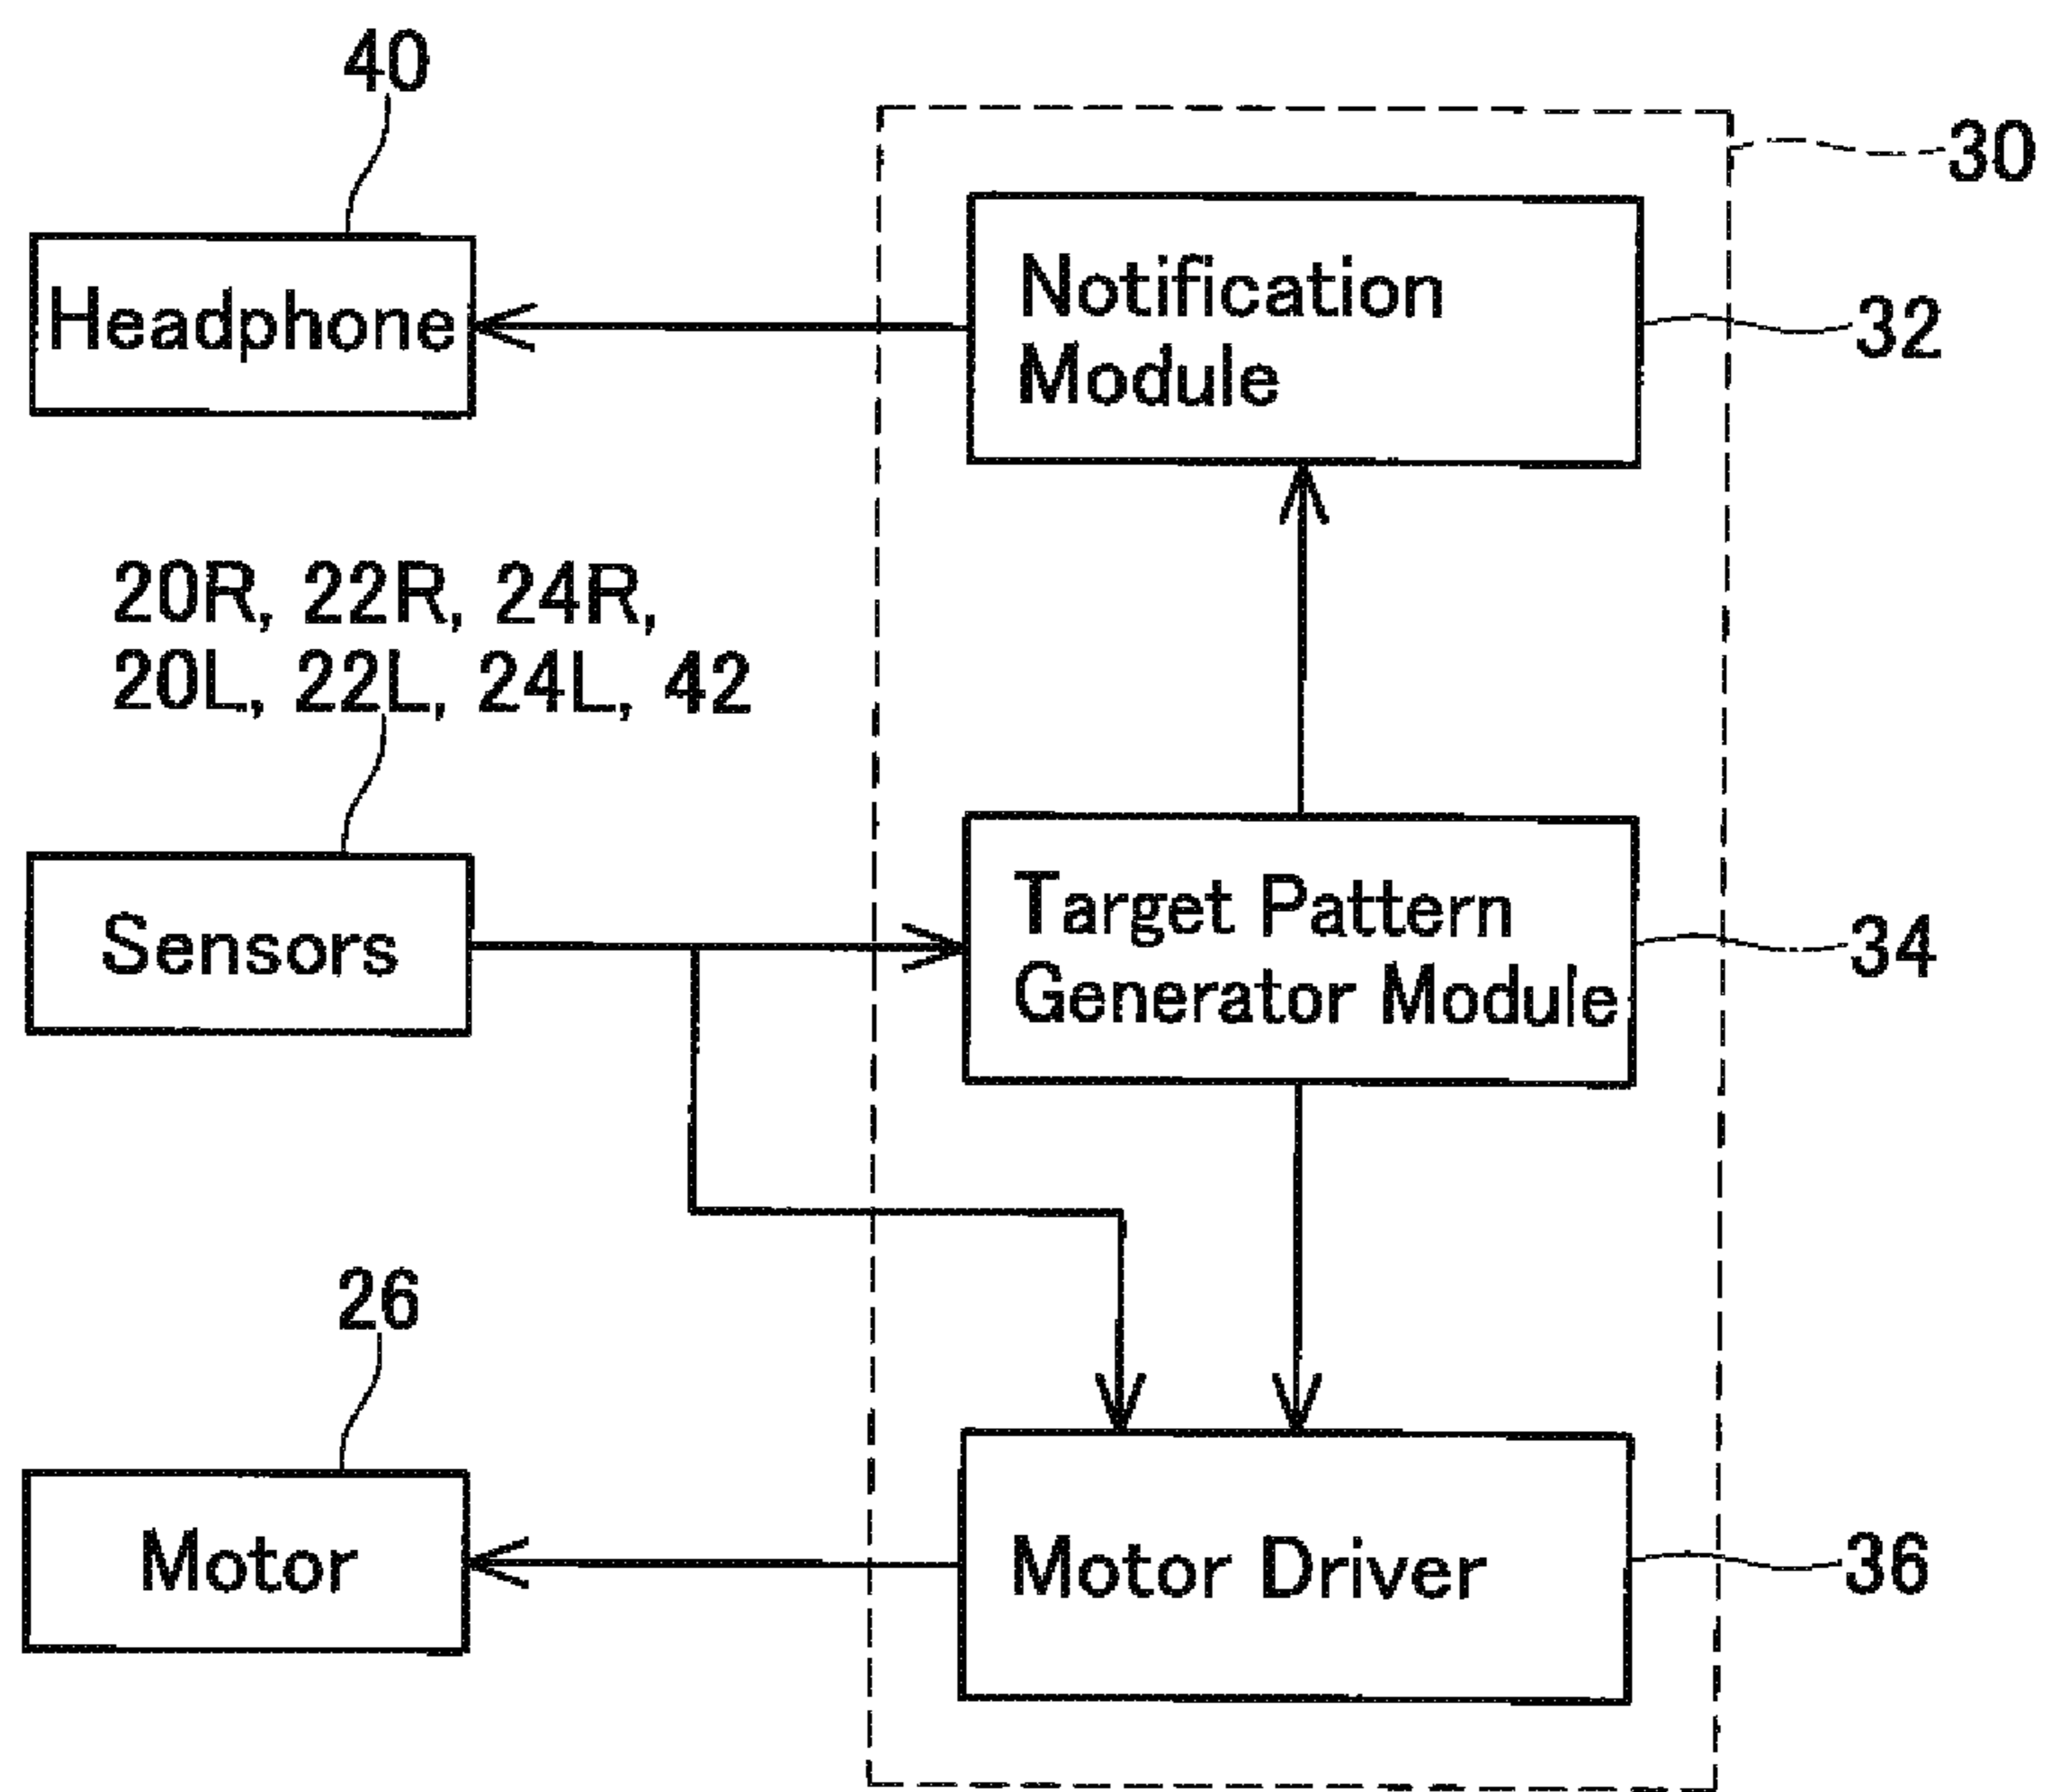 40
30
Headphone
Notification
Module
32
20R, 22R, 24R,
20L, 22L, 24L, 42
Sensors
Target Pattern
Generator Module
34
26
Motor
Motor Driver
36